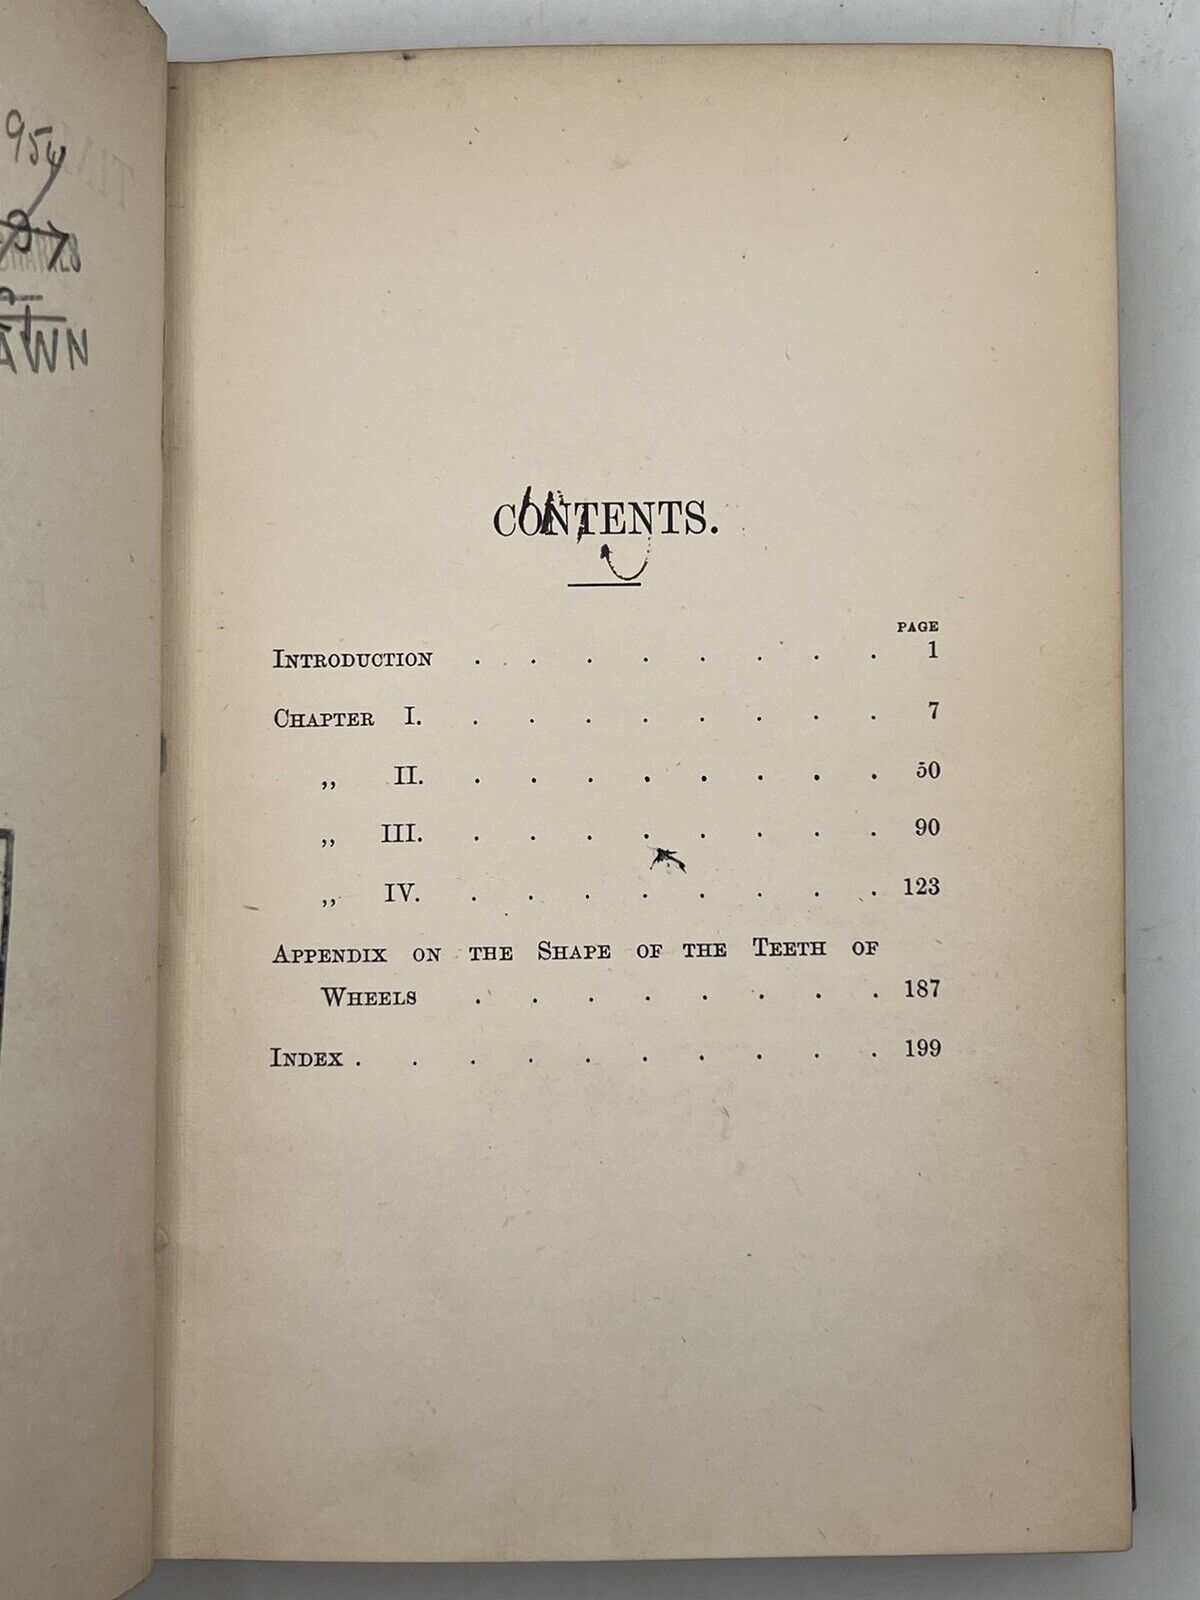 954
AWN
CONTENTS.
PAGE
INTRODUCTION . . . . . . . . 1
CHAPTER I. . . . . . . . . 7
„ II. . . . . . . . . 50
„ III. . . . . . . . . 90
„ IV. . . . . . . . . 123
APPENDIX ON THE SHAPE OF THE TEETH OF
WHEELS . . . . . . . . 187
INDEX . . . . . . . . . . 199